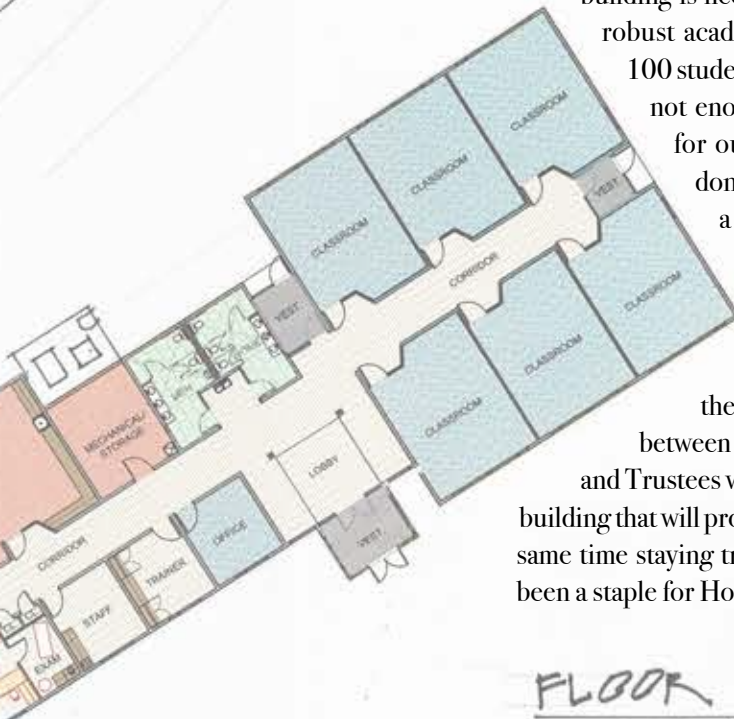 building is nee
robust acad
100 stude
not eno
for ou
don
a
the
between
and Trustees w
building that will pro
same time staying tr
been a staple for Ho
CLASSROOM
CLASSROOM
CLASSROOM
VEST.
CORRIDOR
VEST.
CLASSROOM
CLASSROOM
CLASSROOM
MECHANICAL/
STORAGE
LOBBY
VEST.
OFFICE
CORRIDOR
TRAINER
STAFF
EXAM
FLOOR